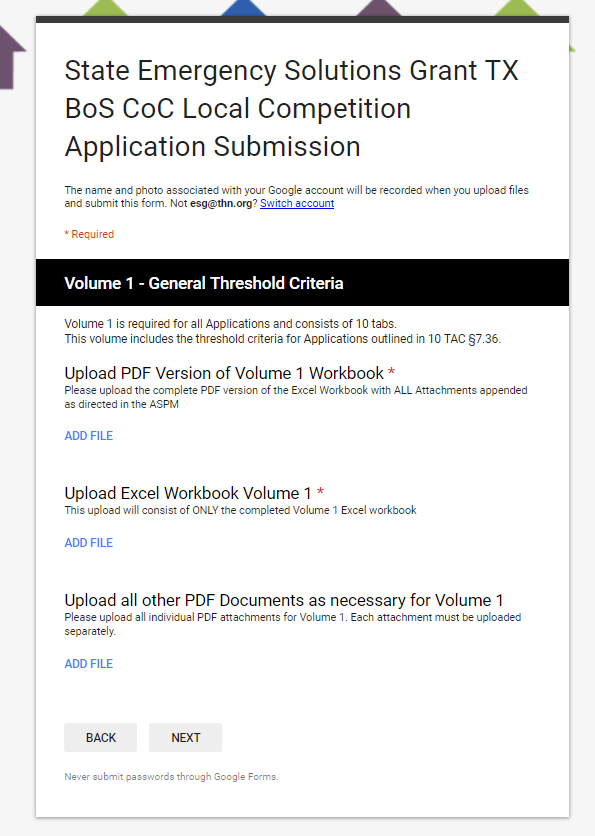 State Emergency Solutions Grant TX
BoS CoC Local Competition
Application Submission
The name and photo associated with your Google account will be recorded when you upload files
and submit this form. Not esg@thn.org? Switch account
* Required
Volume 1 - General Threshold Criteria
Volume 1 is required for all Applications and consists of 10 tabs.
This volume includes the threshold criteria for Applications outlined in 10 TAC §7.36.
Upload PDF Version of Volume 1 Workbook *
Please upload the complete PDF version of the Excel Workbook with ALL Attachments appended
as directed in the ASPM
ADD FILE
Upload Excel Workbook Volume 1 *
This upload will consist of ONLY the completed Volume 1 Excel workbook
ADD FILE
Upload all other PDF Documents as necessary for Volume 1
Please upload all individual PDF attachments for Volume 1. Each attachment must be uploaded
separately.
ADD FILE
BACK NEXT
Never submit passwords through Google Forms.